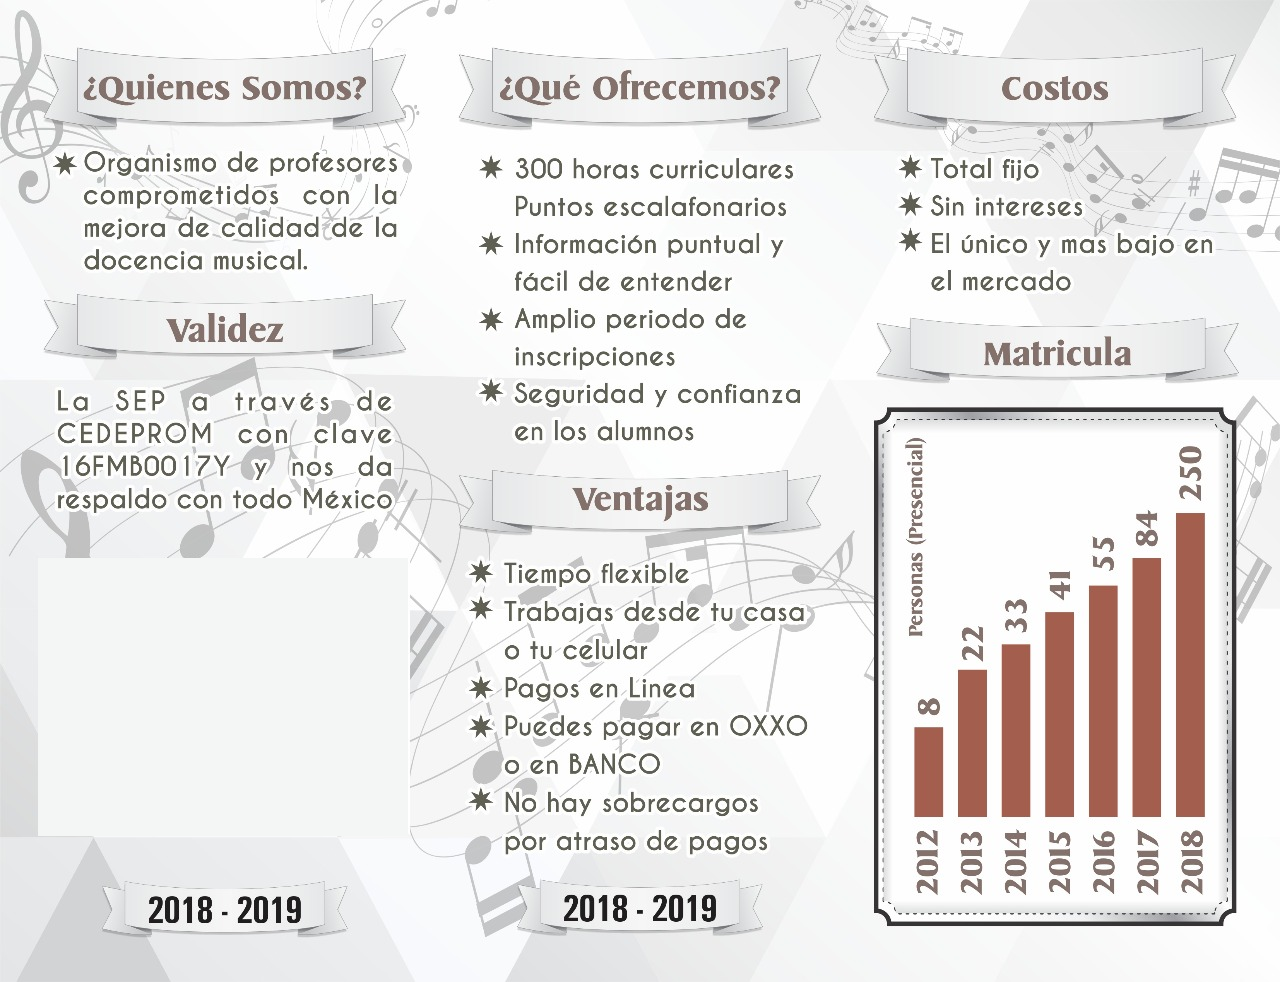 ¿Quienes Somos?
Organismo de profesores
comprometidos con la
mejora de calidad de la
docencia musical.
Validez
La SEP a través de
CEDEPROM con clave
16FMB0017Y y nos da
respaldo con todo México
2018 - 2019
¿Qué Ofrecemos?
300 horas curriculares
Puntos escalafonarios
Información puntual y
fácil de entender
Amplio periodo de
inscripciones
Seguridad y confianza
en los alumnos
Ventajas
Tiempo flexible
Trabajas desde tu casa
o tu celular
Pagos en Linea
Puedes pagar en OXXO
o en BANCO
No hay sobrecargos
por atraso de pagos
2018 - 2019
Costos
Total fijo
Sin intereses
El único y mas bajo en
el mercado
Matricula
Personas (Presencial)
2012 8
2013 22
2014 33
2015 41
2016 55
2017 84
2018 250